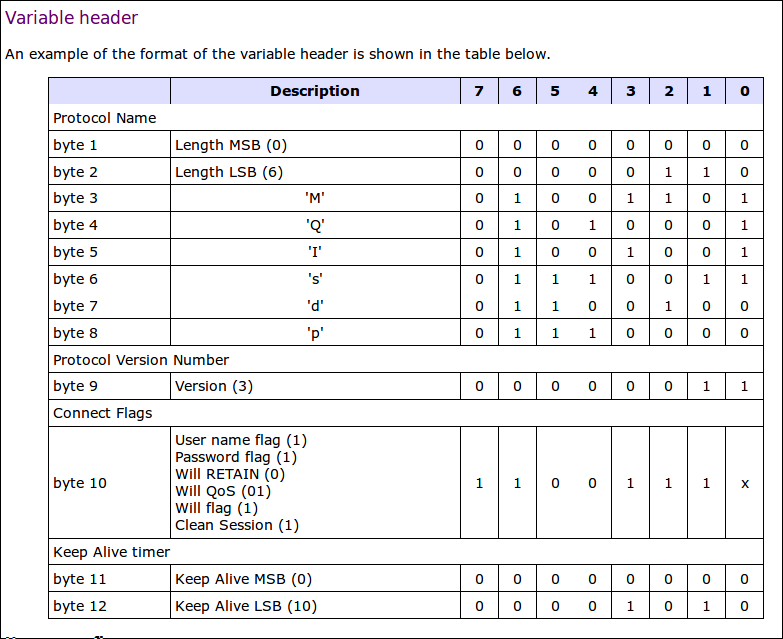 Variable header
An example of the format of the variable header is shown in the table below.
Description 7 6 5 4 3 2 1 0
Protocol Name
byte 1 Length MSB (0) 0 0 0 0 0 0 0 0
byte 2 Length LSB (6) 0 0 0 0 0 1 1 0
byte 3 'M' 0 1 0 0 1 1 0 1
byte 4 'Q' 0 1 0 1 0 0 0 1
byte 5 'I' 0 1 0 0 1 0 0 1
byte 6 's' 0 1 1 1 0 0 1 1
byte 7 'd' 0 1 1 0 0 1 0 0
byte 8 'p' 0 1 1 1 0 0 0 0
Protocol Version Number
byte 9 Version (3) 0 0 0 0 0 0 1 1
Connect Flags
User name flag (1)
Password flag (1)
Will RETAIN (0)
byte 10 Will QoS (01) 1 1 0 0 1 1 1 x
Will flag (1)
Clean Session (1)
Keep Alive timer
byte 11 Keep Alive MSB (0) 0 0 0 0 0 0 0 0
byte 12 Keep Alive LSB (10) 0 0 0 0 1 0 1 0